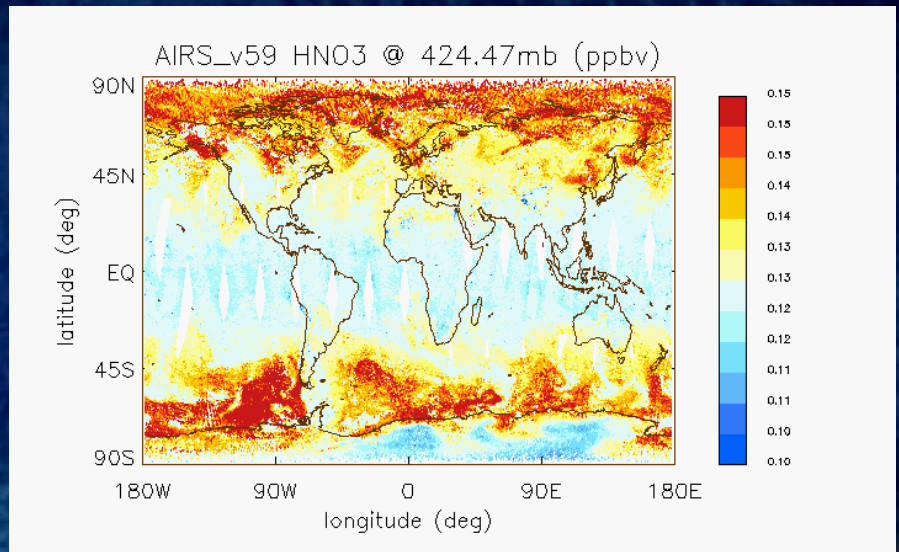 AIRS_v59 HNO3 @ 424.47mb (ppbv)
90N
45N
EQ
45S
90S
latitude (deg)
180W 90W 0 90E 180E
longitude (deg)
0.15
0.15
0.15
0.14
0.14
0.13
0.13
0.12
0.12
0.11
0.11
0.10
0.10